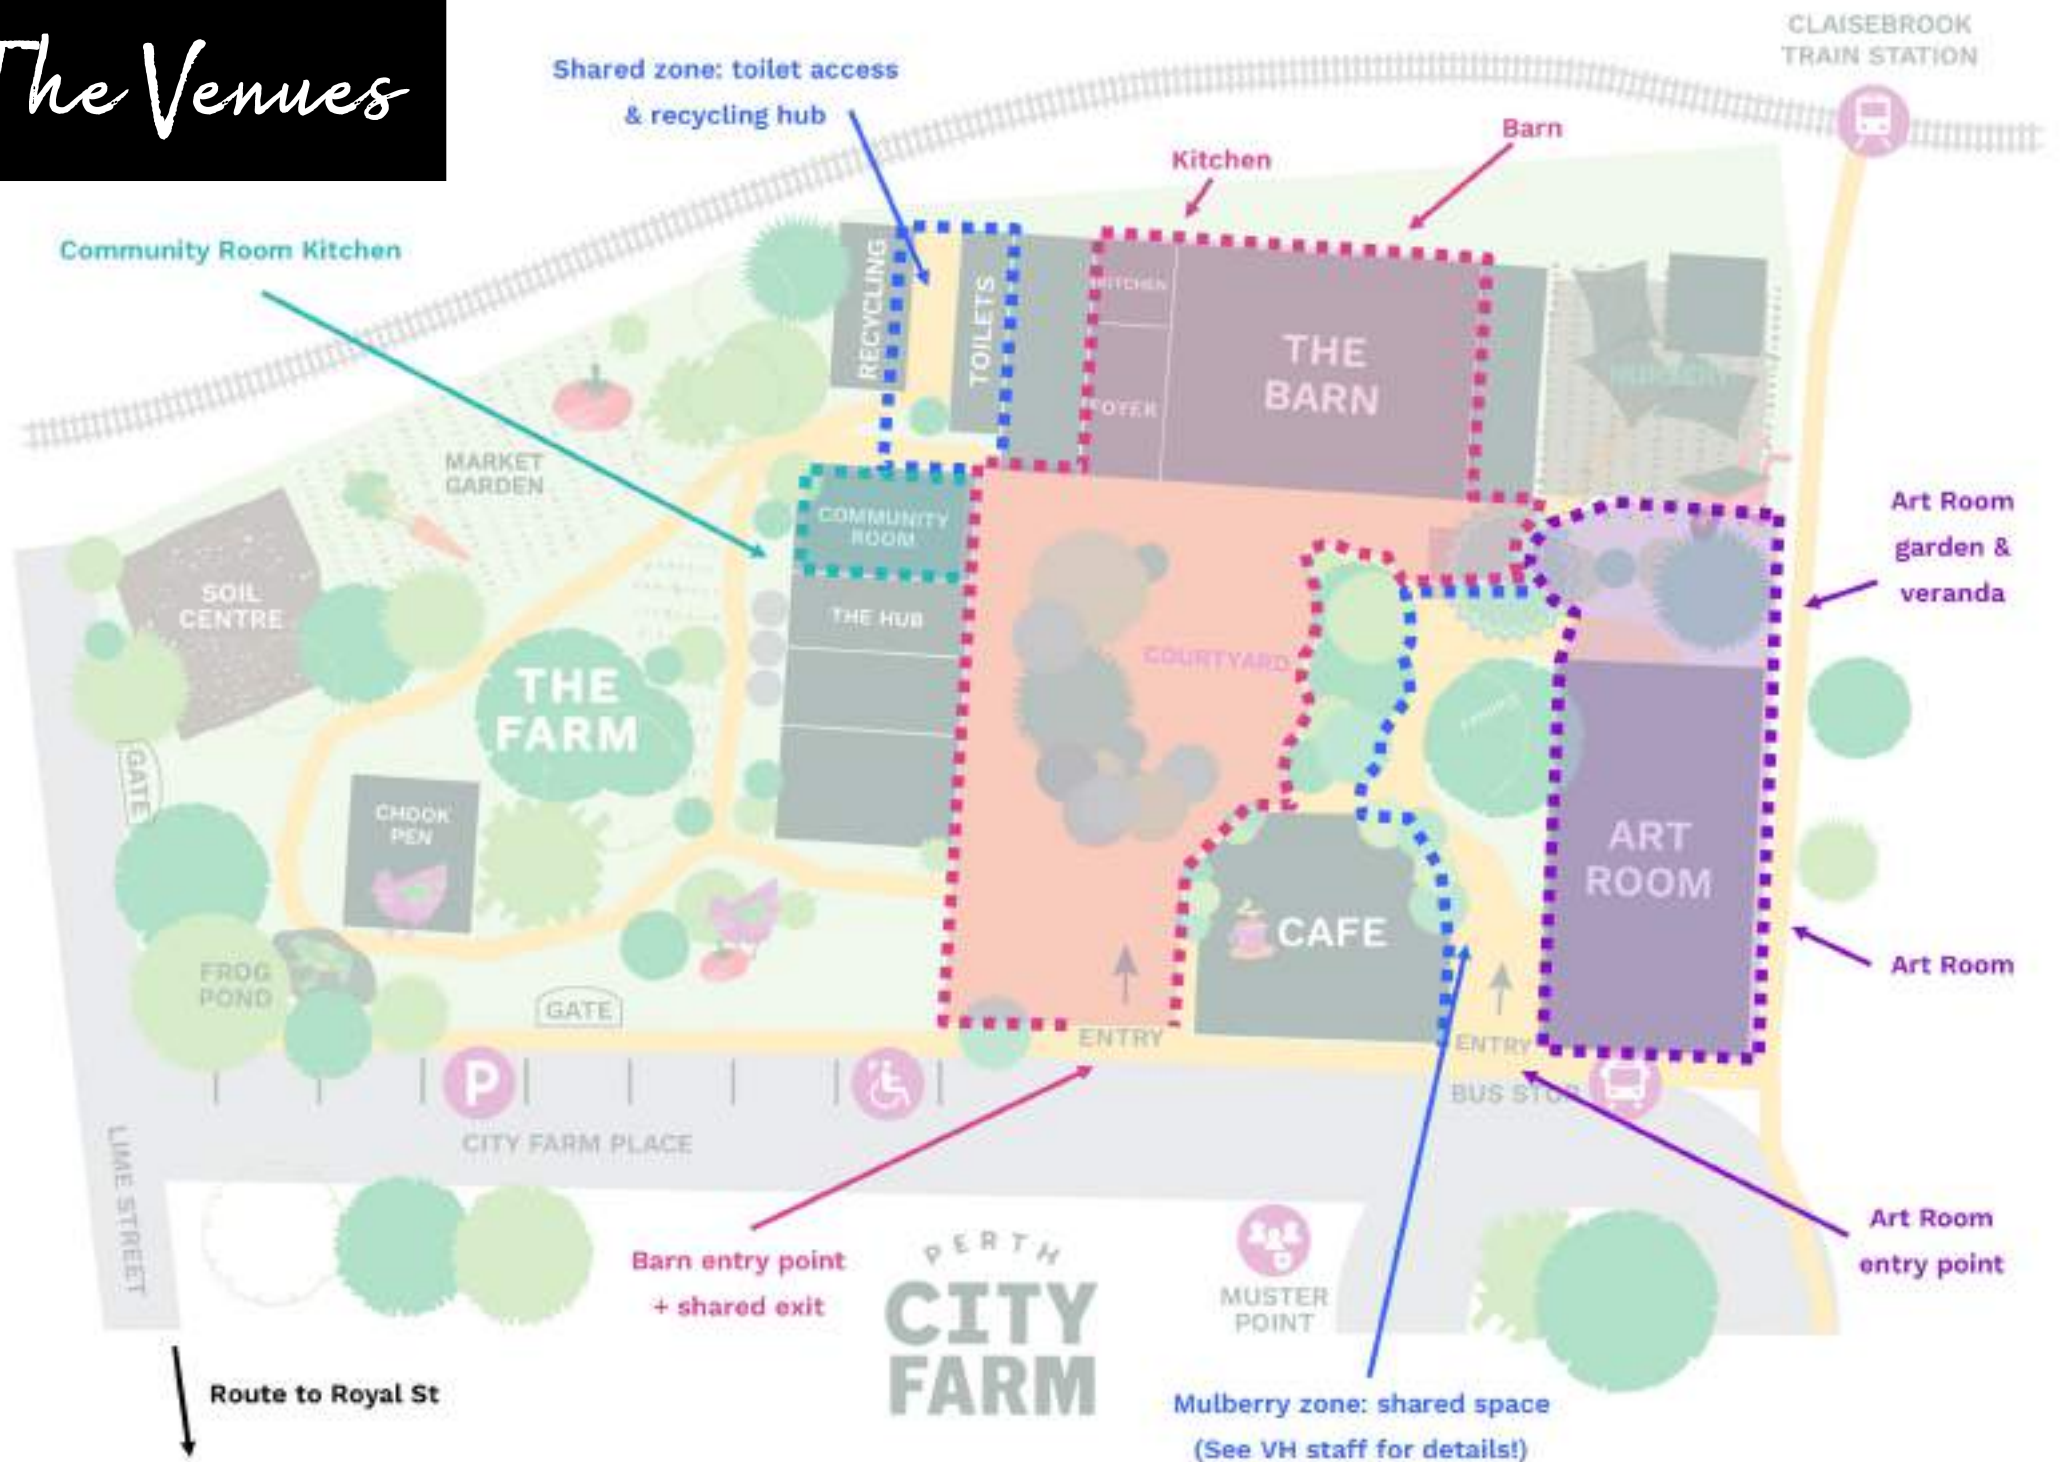 The Venues
CLAISEBROOK
TRAIN STATION
Shared zone: toilet access
& recycling hub
Barn
Kitchen
Community Room Kitchen
RECYCLING
TOILETS
KITCHEN
FOYER
THE
BARN
NURSERY
MARKET
GARDEN
COMMUNITY
ROOM
THE HUB
Art Room
garden &
veranda
SOIL
CENTRE
THE
FARM
COURTYARD
GATE
CHOOK
PEN
ART
ROOM
CAFE
Art Room
FROG
POND
GATE
ENTRY
ENTRY
P
BUS STOP
CITY FARM PLACE
LIME STREET
Barn entry point
+ shared exit
PERTH
CITY
FARM
MUSTER
POINT
Art Room
entry point
Route to Royal St
Mulberry zone: shared space
(See VH staff for details!)